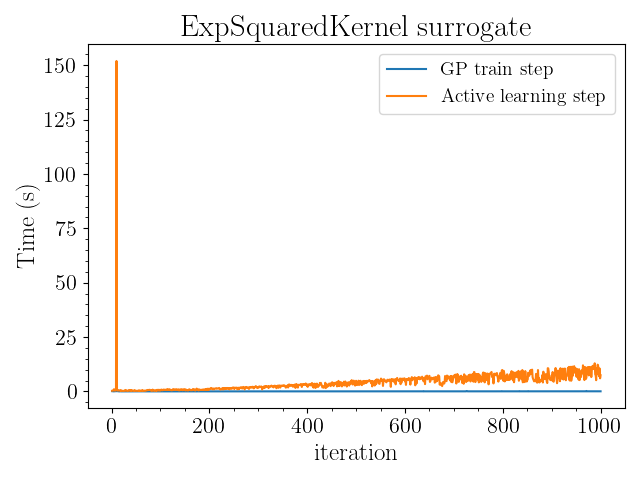 ExpSquaredKernel surrogate
GP train step
Active learning step
150
125
100
75
50
25
0
Time (s)
0 200 400 600 800 1000
iteration